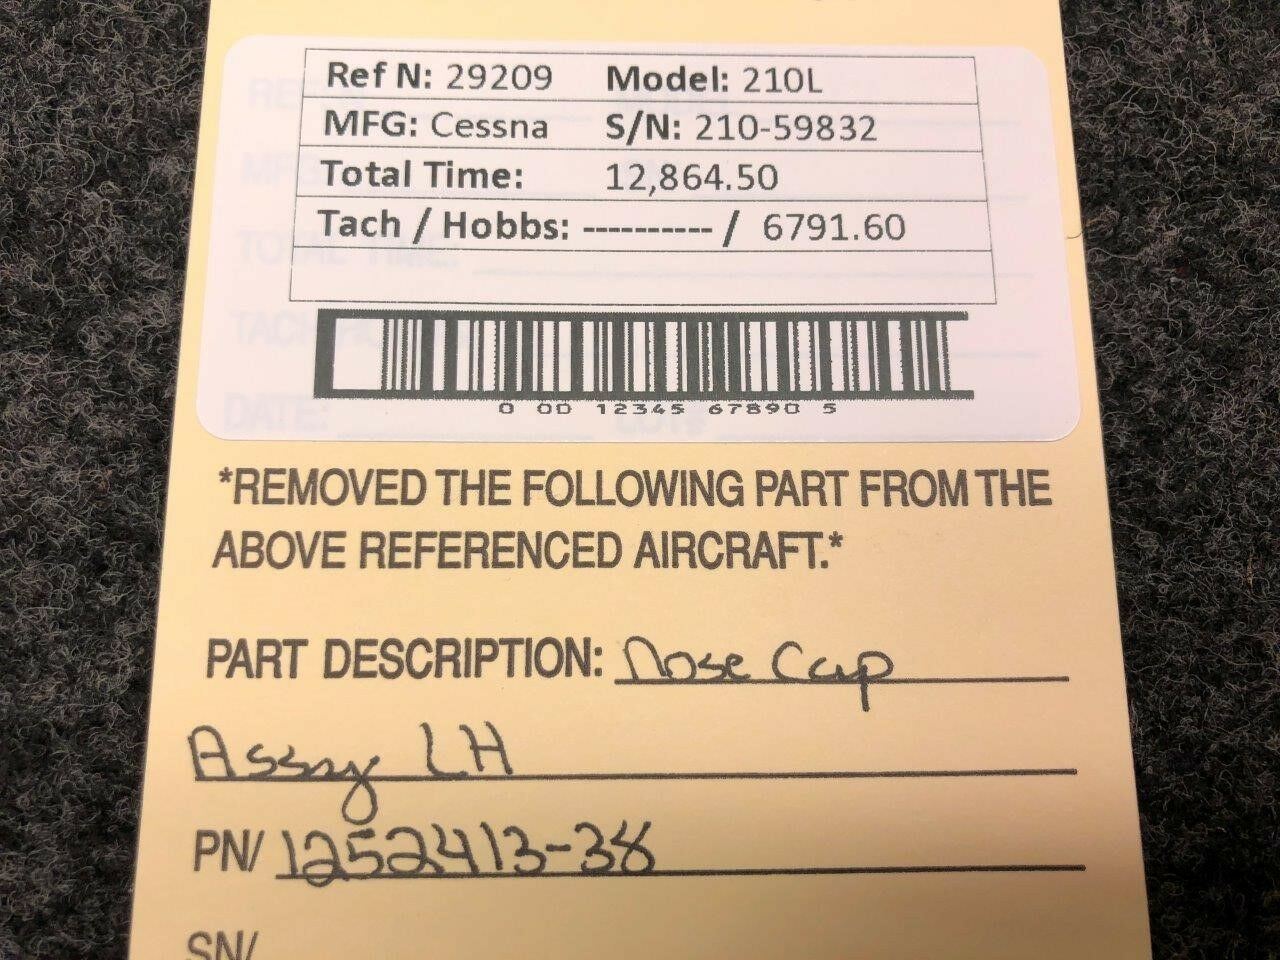 Ref N: 29209 Model: 210L
MFG: Cessna S/N: 210-59832
Total Time: 12,864.50
Tach / Hobbs: ---------- / 6791.60
0 00 12345 67890 5
*REMOVED THE FOLLOWING PART FROM THE
ABOVE REFERENCED AIRCRAFT.*
PART DESCRIPTION: Nose Cap
Assy LH
PN/ 1252413-38
SN/